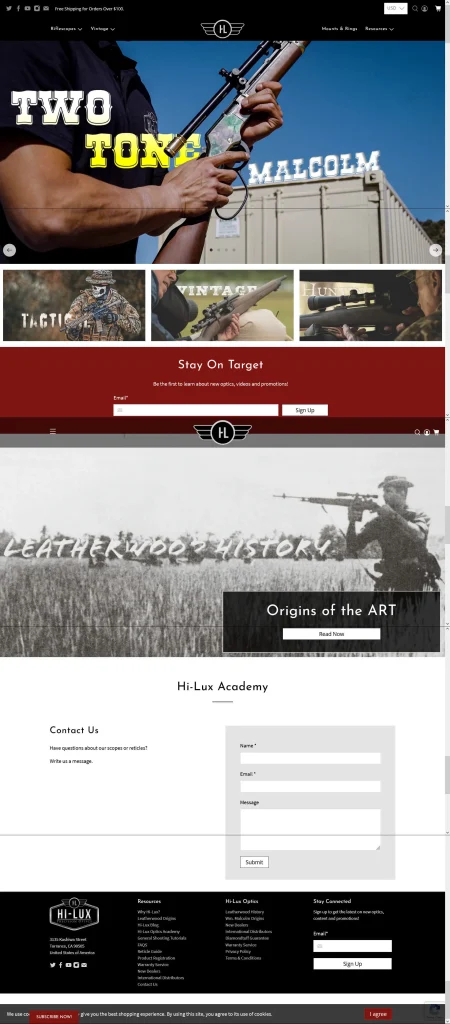 Free Shipping for Orders Over $100.
USD
Riflescopes
Vintage
HL
Mounts & Rings
Resources
TWO
TONE
MALCOLM
TACTICAL
VINTAGE
HUNT
Stay On Target
Be the first to learn about new optics, videos and promotions!
Email*
Sign Up
HL
LEATHERWOOD HISTORY
Origins of the ART
Read Now
Hi-Lux Academy
Contact Us
Have questions about our scopes or reticles?
Write us a message.
Name *
Email *
Message
Submit
HI-LUX
3135 Kashiwa Street
Torrance, CA 90505
United States of America
Resources
Why Hi-Lux?
Leatherwood Origins
Hi-Lux Blog
Hi-Lux Optics Academy
General Shooting Tutorials
FAQS
Reticle Guide
Product Registration
Warranty Service
New Dealers
International Distributors
Contact Us
Hi-Lux Optics
Leatherwood History
Wm. Malcolm Origins
New Dealers
International Distributors
Diamondtuff Guarantee
Warranty Service
Privacy Policy
Terms & Conditions
Stay Connected
Sign up to get the latest on new optics,
content and promotions!
Email*
Sign Up
We use co
give you the best shopping experience. By using this site, you agree to its use of cookies.
I agree
SUBSCRIBE NOW!